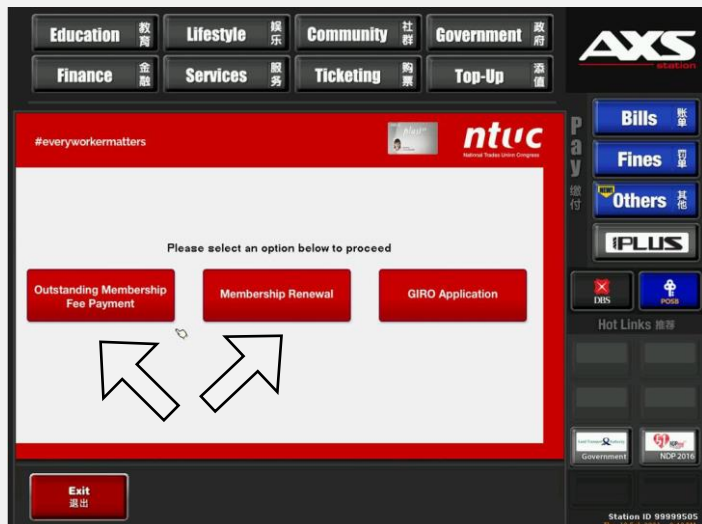 Education 教育
Lifestyle 娱乐
Community 社群
Government 政府
Finance 金融
Services 服务
Ticketing 购票
Top-Up 添值
AXS
station
#everyworkermatters
plus!
ntuc
National Trades Union Congress
Please select an option below to proceed
Outstanding Membership
Fee Payment
Membership Renewal
GIRO Application
Pay 缴付
Bills 账单
Fines 罚单
NEW!
Others 其他
PLUS
DBS
POSB
Hot Links 推荐
Government
NDP 2016
Exit
退出
Station ID 99999505